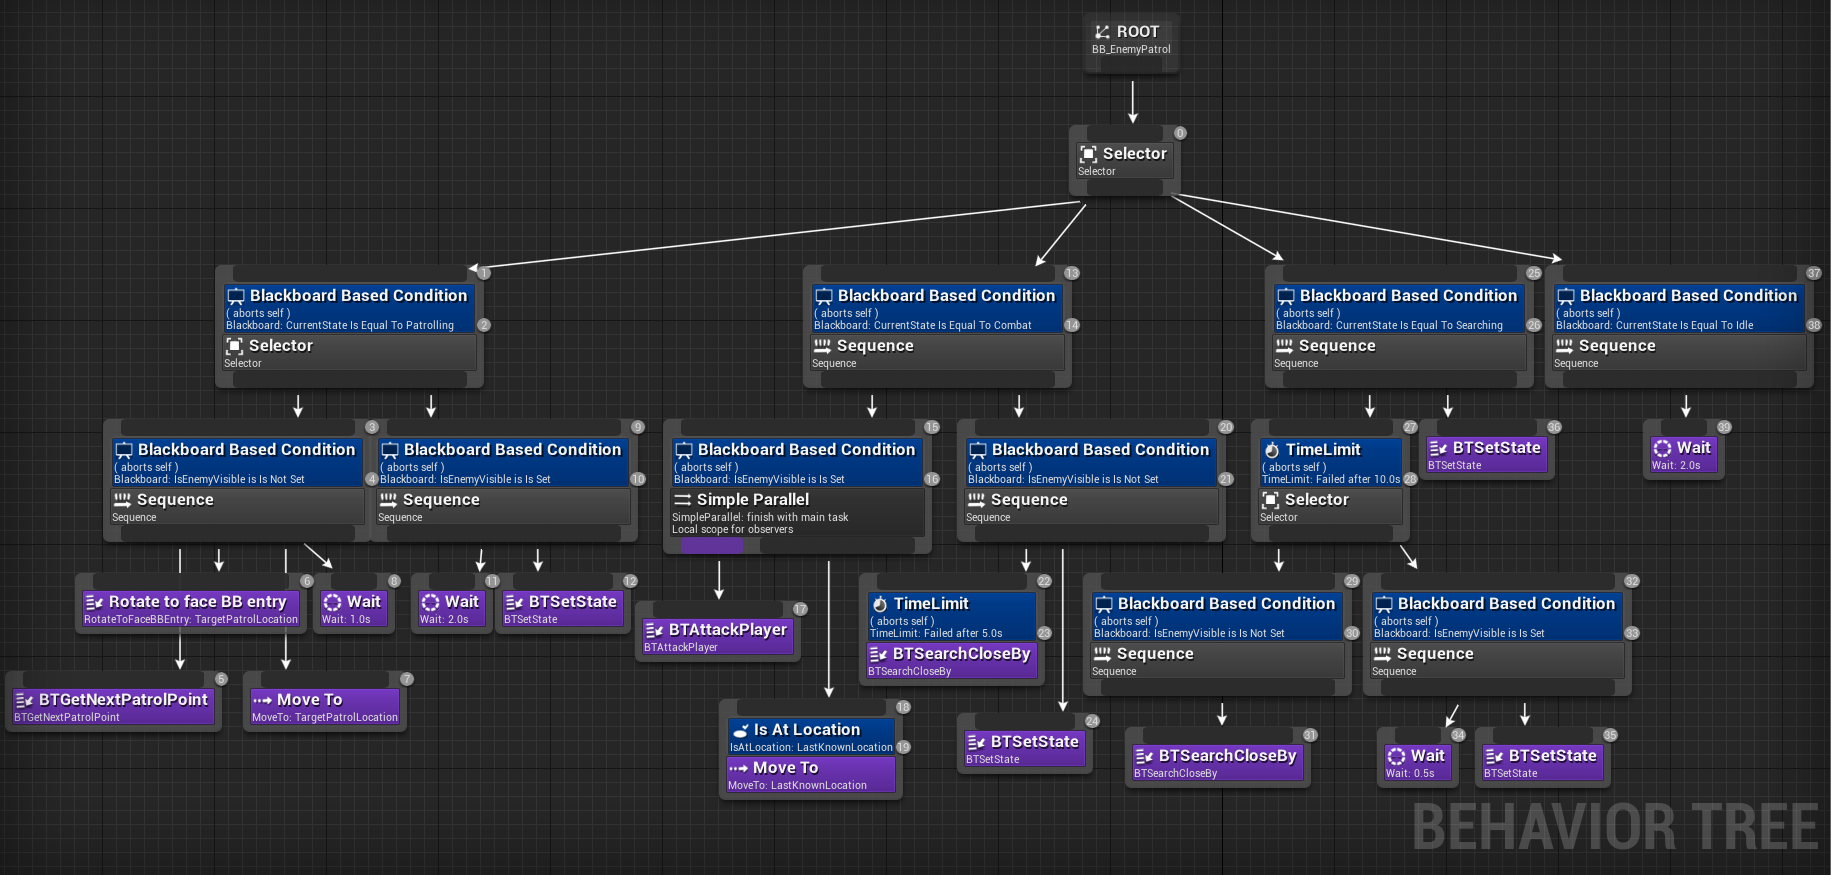 ROOT
BB_EnemyPatrol
0
Selector
Selector
1
Blackboard Based Condition
( aborts self )
Blackboard: CurrentState Is Equal To Patrolling
2
Selector
Selector
13
Blackboard Based Condition
( aborts self )
Blackboard: CurrentState Is Equal To Combat
14
Sequence
Sequence
25
Blackboard Based Condition
( aborts self )
Blackboard: CurrentState Is Equal To Searching
26
Sequence
Sequence
37
Blackboard Based Condition
( aborts self )
Blackboard: CurrentState Is Equal To Idle
38
Sequence
Sequence
3
Blackboard Based Condition
( aborts self )
Blackboard: IsEnemyVisible is Is Not Set
4
Sequence
Sequence
9
Blackboard Based Condition
( aborts self )
Blackboard: IsEnemyVisible is Is Set
10
Sequence
Sequence
15
Blackboard Based Condition
( aborts self )
Blackboard: IsEnemyVisible is Is Set
16
Simple Parallel
SimpleParallel: finish with main task
Local scope for observers
20
Blackboard Based Condition
( aborts self )
Blackboard: IsEnemyVisible is Is Not Set
21
Sequence
Sequence
27
TimeLimit
( aborts self )
TimeLimit: Failed after 10.0s
28
Selector
Selector
36
BTSetState
BTSetState
39
Wait
Wait: 2.0s
6
Rotate to face BB entry
RotateToFaceBBEntry: TargetPatrolLocation
8
Wait
Wait: 1.0s
11
Wait
Wait: 2.0s
12
BTSetState
BTSetState
17
BTAttackPlayer
BTAttackPlayer
22
TimeLimit
( aborts self )
TimeLimit: Failed after 5.0s
23
BTSearchCloseBy
BTSearchCloseBy
29
Blackboard Based Condition
( aborts self )
Blackboard: IsEnemyVisible is Is Not Set
30
Sequence
Sequence
32
Blackboard Based Condition
( aborts self )
Blackboard: IsEnemyVisible is Is Set
33
Sequence
Sequence
5
BTGetNextPatrolPoint
BTGetNextPatrolPoint
7
Move To
MoveTo: TargetPatrolLocation
18
Is At Location
IsAtLocation: LastKnownLocation
19
Move To
MoveTo: LastKnownLocation
24
BTSetState
BTSetState
31
BTSearchCloseBy
BTSearchCloseBy
34
Wait
Wait: 0.5s
35
BTSetState
BTSetState
BEHAVIOR TREE